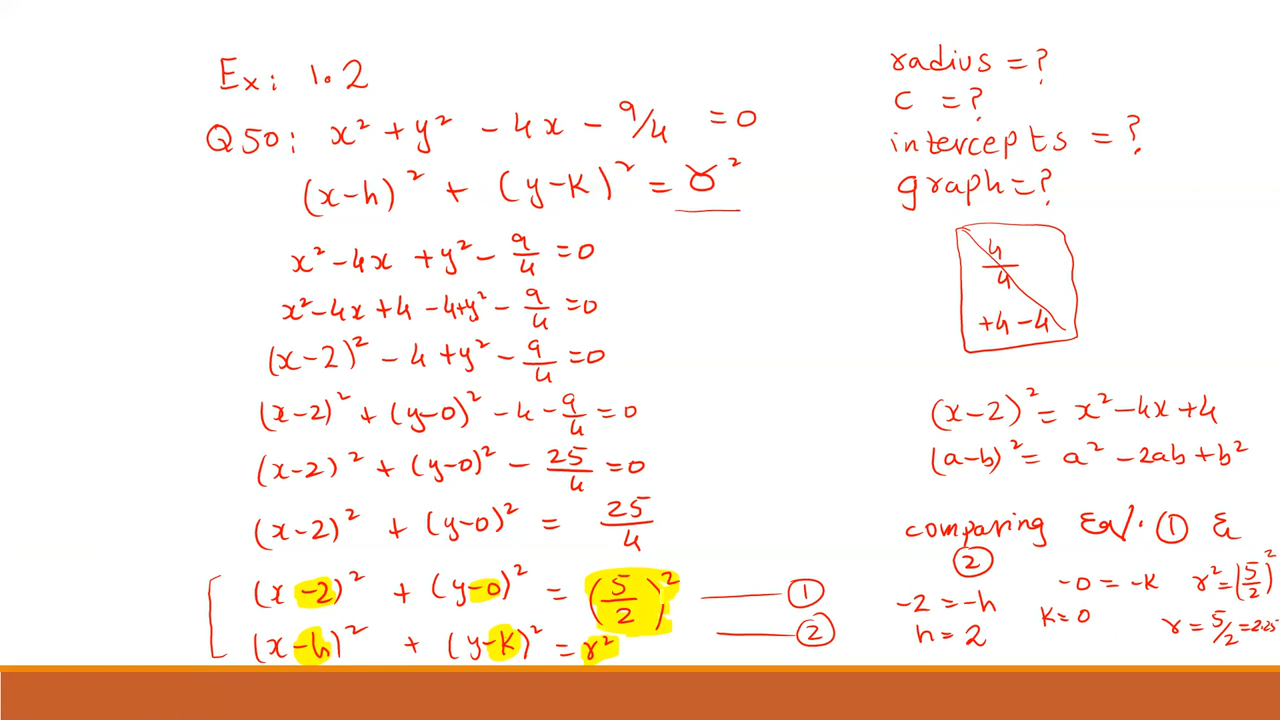 Ex: 1.2
Q50: x² + y² - 4x - 9/4 = 0
(x-h)² + (y-k)² = r²
x² - 4x + y² - 9/4 = 0
x² - 4x + 4 - 4 + y² - 9/4 = 0
(x-2)² - 4 + y² - 9/4 = 0
(x-2)² + (y-0)² - 4 - 9/4 = 0
(x-2)² + (y-0)² - 25/4 = 0
(x-2)² + (y-0)² = 25/4
(x-2)² + (y-0)² = (5/2)² ——— ①
(x-h)² + (y-k)² = r² ——— ②
radius = ?
c = ?
intercepts = ?
graph = ?
4/4
+4 -4
(x-2)² = x² - 4x + 4
(a-b)² = a² - 2ab + b²
comparing Eq/. ① &
②
-2 = -h
h = 2
-0 = -k
k = 0
r² = (5/2)²
r = 5/2 = 2.25